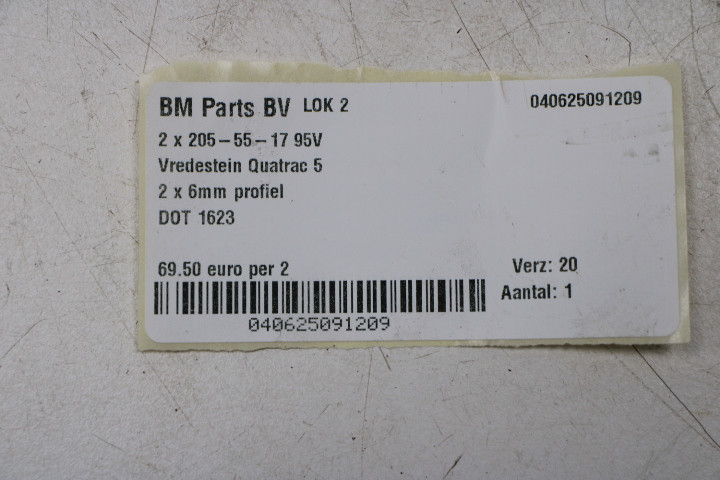 BM Parts BV LOK 2 040625091209
2 x 205-55-17 95V
Vredestein Quatrac 5
2 x 6mm profiel
DOT 1623
69.50 euro per 2 Verz: 20
Aantal: 1
040625091209